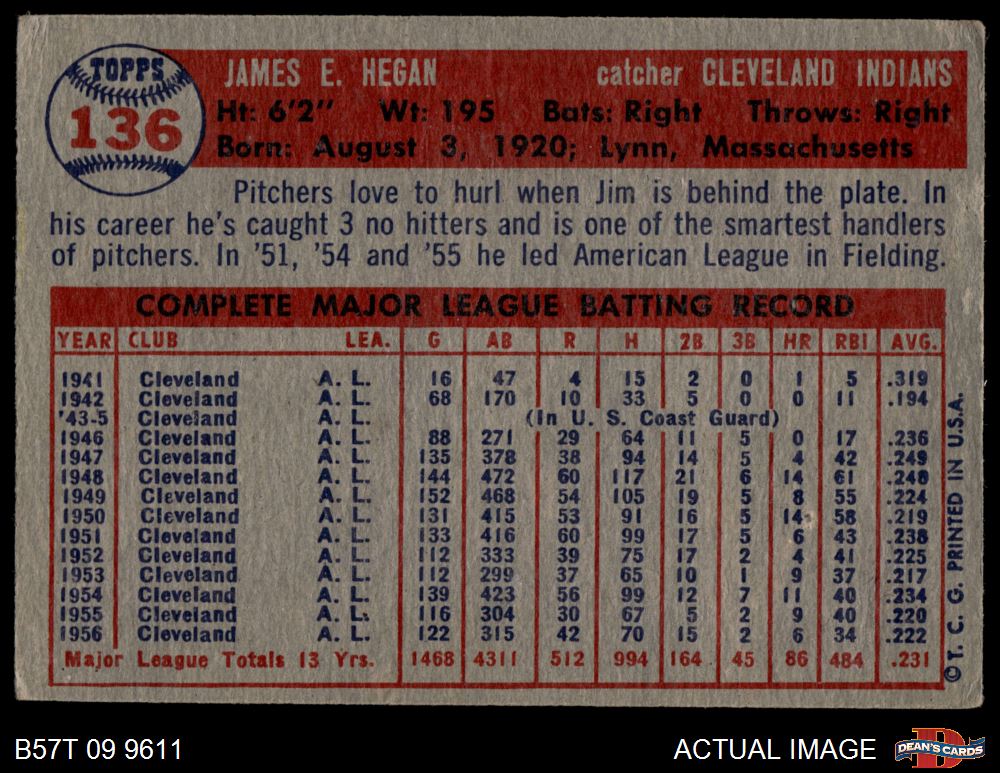 TOPPS
136
JAMES E. HEGAN catcher CLEVELAND INDIANS
Ht: 6'2" Wt: 195 Bats: Right Throws: Right
Born: August 3, 1920; Lynn, Massachusetts
Pitchers love to hurl when Jim is behind the plate. In
his career he's caught 3 no hitters and is one of the smartest handlers
of pitchers. In '51, '54 and '55 he led American League in Fielding.
COMPLETE MAJOR LEAGUE BATTING RECORD
YEAR CLUB LEA. G AB R H 2B 3B HR RBI AVG.
1941 Cleveland A. L. 16 47 4 15 2 0 1 5 .319
1942 Cleveland A. L. 68 170 10 33 5 0 0 11 .194
'43-5 Cleveland A. L. (In U. S. Coast Guard)
1946 Cleveland A. L. 88 271 29 64 11 5 0 17 .236
1947 Cleveland A. L. 135 378 38 94 14 5 4 42 .249
1948 Cleveland A. L. 144 472 60 117 21 6 14 61 .248
1949 Cleveland A. L. 152 468 54 105 19 5 8 55 .224
1950 Cleveland A. L. 131 415 53 91 16 5 14 58 .219
1951 Cleveland A. L. 133 416 60 99 17 5 6 43 .238
1952 Cleveland A. L. 112 333 39 75 17 2 4 41 .225
1953 Cleveland A. L. 112 299 37 65 10 1 9 37 .217
1954 Cleveland A. L. 139 423 56 99 12 7 11 40 .234
1955 Cleveland A. L. 116 304 30 67 5 2 9 40 .220
1956 Cleveland A. L. 122 315 42 70 15 2 6 34 .222
Major League Totals 13 Yrs. 1468 4311 512 994 164 45 86 484 .231
©T. C. G. PRINTED IN U.S.A.
B57T 09 9611 ACTUAL IMAGE
DEAN'S CARDS